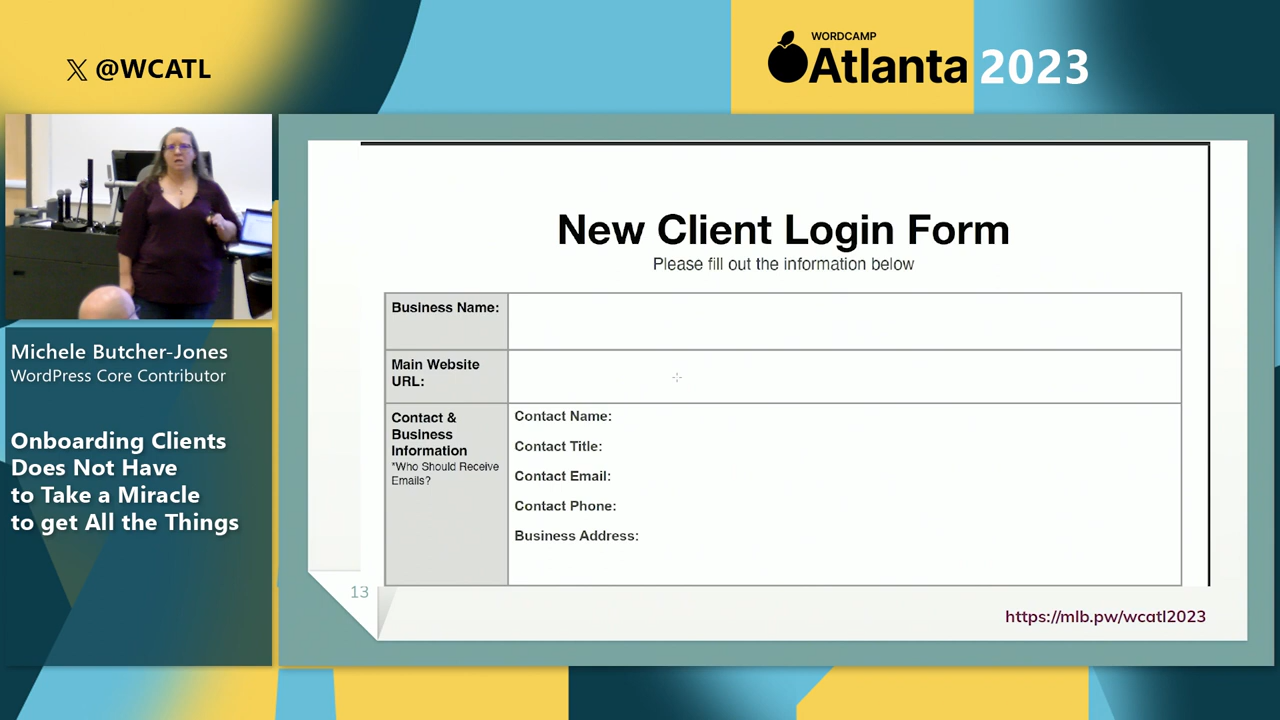 𝕏 @WCATL
WORDCAMP
Atlanta 2023
Michele Butcher-Jones
WordPress Core Contributor
Onboarding Clients
Does Not Have
to Take a Miracle
to get All the Things
New Client Login Form
Please fill out the information below
Business Name:
Main Website
URL:
Contact &
Business
Information
*Who Should Receive
Emails?
Contact Name:
Contact Title:
Contact Email:
Contact Phone:
Business Address:
13
https://mlb.pw/wcatl2023